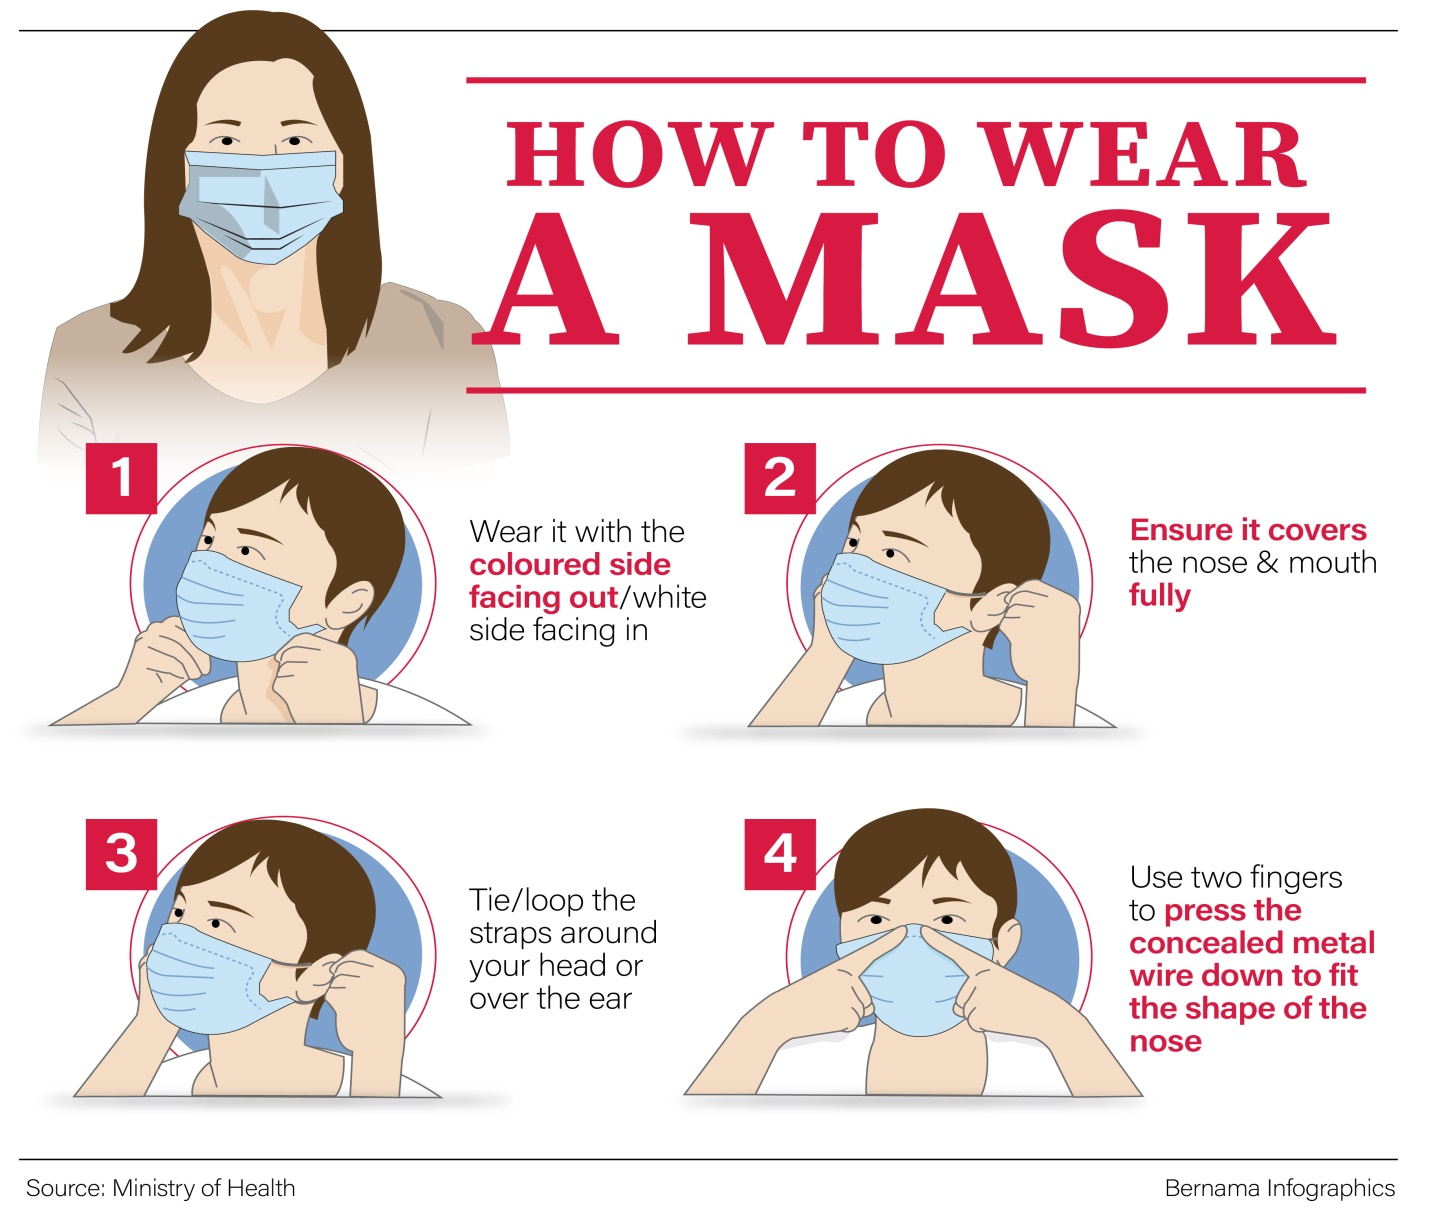 HOW TO WEAR
A MASK
1
Wear it with the
coloured side
facing out/white
side facing in
2
Ensure it covers
the nose & mouth
fully
3
Tie/loop the
straps around
your head or
over the ear
4
Use two fingers
to press the
concealed metal
wire down to fit
the shape of the
nose
Source: Ministry of Health
Bernama Infographics